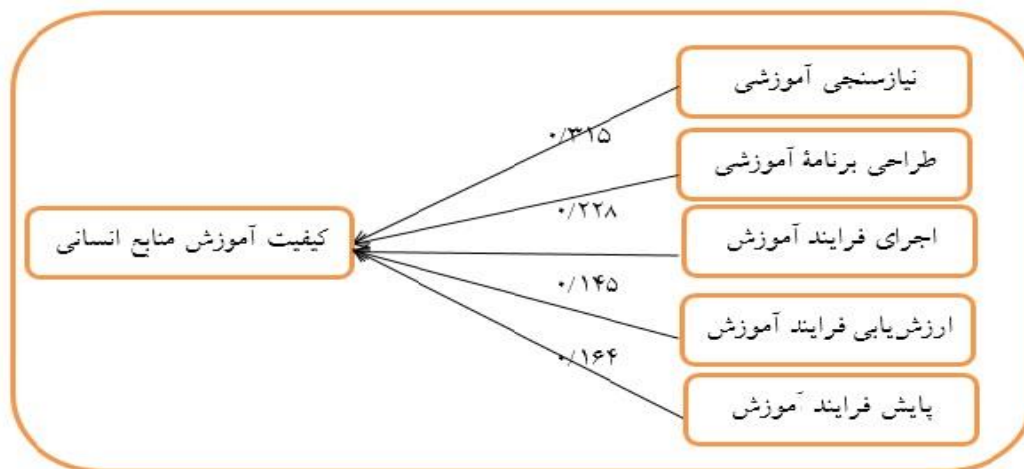 نیازسنجی آموزشی
۰/۳۱۵
طراحی برنامۀ آموزشی
۰/۲۲۸
اجرای فرایند آموزش
کیفیت آموزش منابع انسانی
۰/۱۴۵
ارزش‌یابی فرایند آموزش
۰/۱۶۴
پایش فرایند آموزش